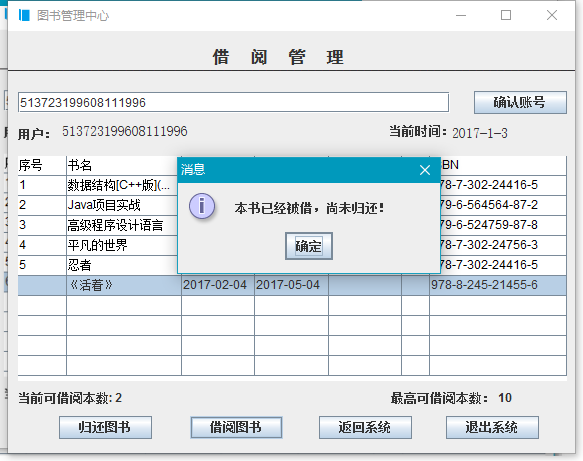 图书管理中心
借 阅 管 理
513723199608111996
确认账号
用户： 513723199608111996 当前时间：2017-1-3
序号 书名 BN
消息
1 数据结构[C++版](... 78-7-302-24416-5
2 Java项目实战 79-6-564564-87-2
3 高级程序设计语言 79-6-524759-87-8
4 平凡的世界 78-7-302-24756-3
5 忍者 78-7-302-24416-5
本书已经被借，尚未归还！
确定
《活着》 2017-02-04 2017-05-04 978-8-245-21455-6
当前可借阅本数: 2 最高可借阅本数： 10
归还图书 借阅图书 返回系统 退出系统